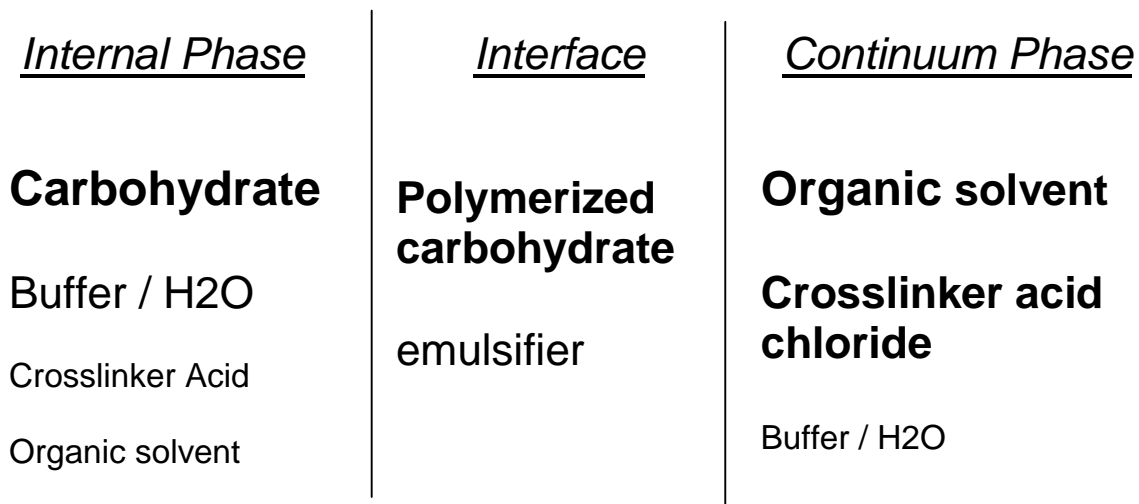 Internal Phase
Carbohydrate
Buffer / H2O
Crosslinker Acid
Organic solvent
Interface
Polymerized
carbohydrate
emulsifier
Continuum Phase
Organic solvent
Crosslinker acid
chloride
Buffer / H2O